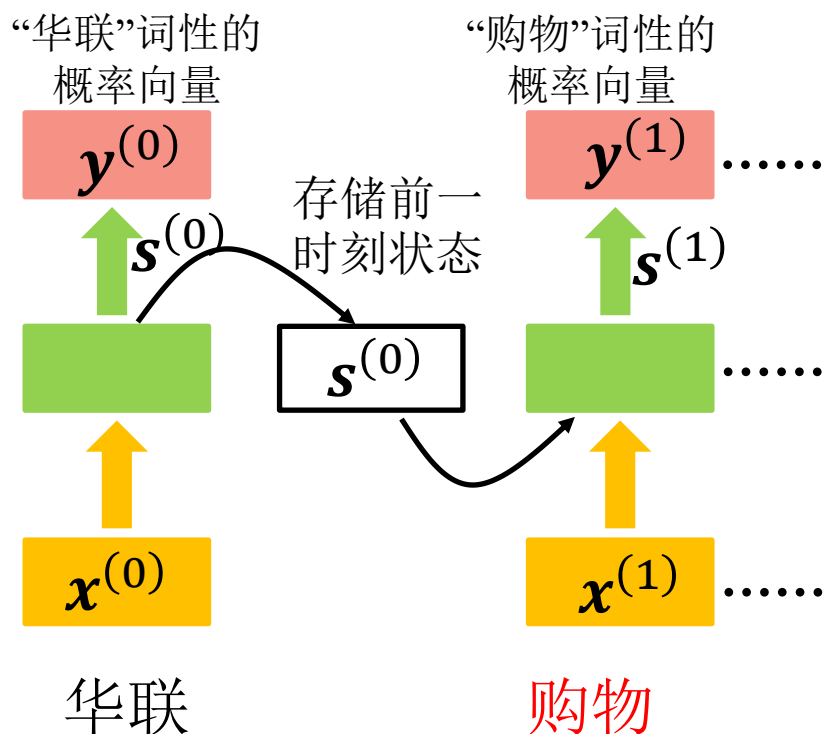 “华联”词性的
概率向量
“购物”词性的
概率向量
y^(0)
y^(1)
······
s^(0)
存储前一
时刻状态
s^(1)
s^(0)
······
x^(0)
x^(1)
······
华联
购物